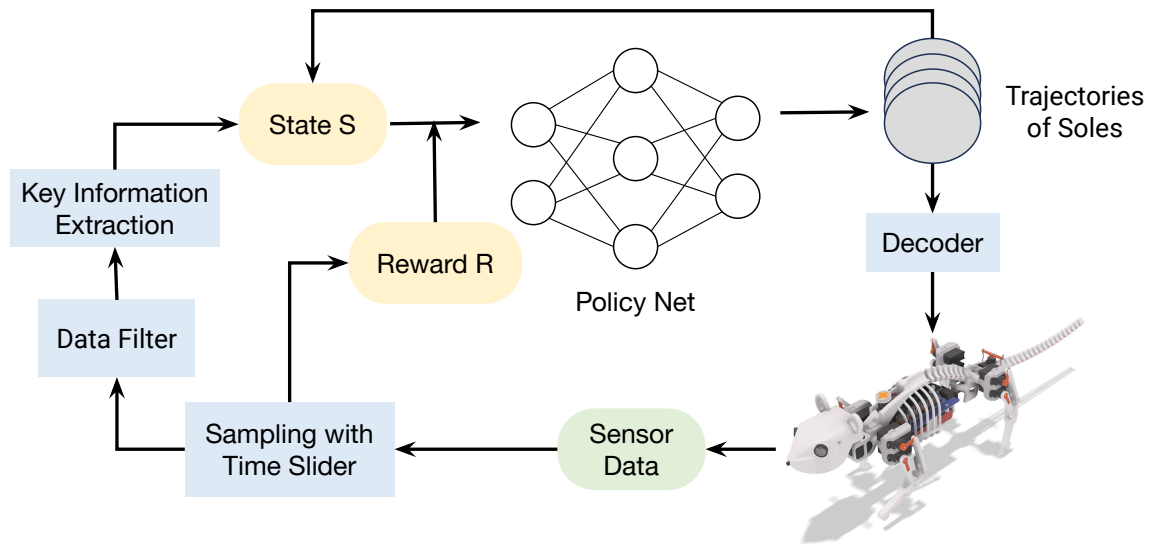 State S
Trajectories
of Soles
Key Information
Extraction
Reward R
Decoder
Policy Net
Data Filter
Sampling with
Time Slider
Sensor
Data